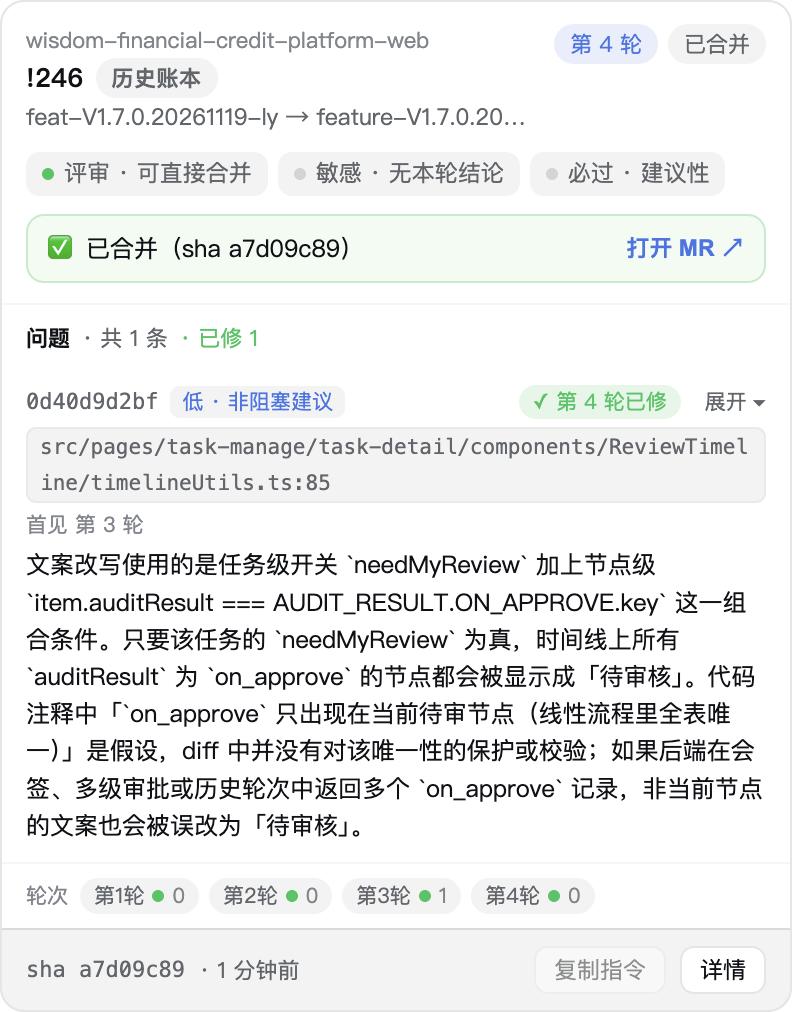 wisdom-financial-credit-platform-web 第 4 轮 已合并
!246 历史账本
feat-V1.7.0.20261119-ly → feature-V1.7.0.20…
评审 · 可直接合并 敏感 · 无本轮结论 必过 · 建议性
✅ 已合并（sha a7d09c89） 打开 MR ↗
问题 · 共 1 条 · 已修 1
0d40d9d2bf 低 · 非阻塞建议 ✓ 第 4 轮已修 展开
src/pages/task-manage/task-detail/components/ReviewTimel
ine/timelineUtils.ts:85
首见 第 3 轮
文案改写使用的是任务级开关 `needMyReview` 加上节点级
`item.auditResult === AUDIT_RESULT.ON_APPROVE.key` 这一组
合条件。只要该任务的 `needMyReview` 为真，时间线上所有
`auditResult` 为 `on_approve` 的节点都会被显示成「待审核」。代码
注释中「`on_approve` 只出现在当前待审节点（线性流程里全表唯
一）」是假设，diff 中并没有对该唯一性的保护或校验；如果后端在会
签、多级审批或历史轮次中返回多个 `on_approve` 记录，非当前节点
的文案也会被误改为「待审核」。
轮次 第1轮 0 第2轮 0 第3轮 1 第4轮 0
sha a7d09c89 · 1 分钟前 复制指令 详情